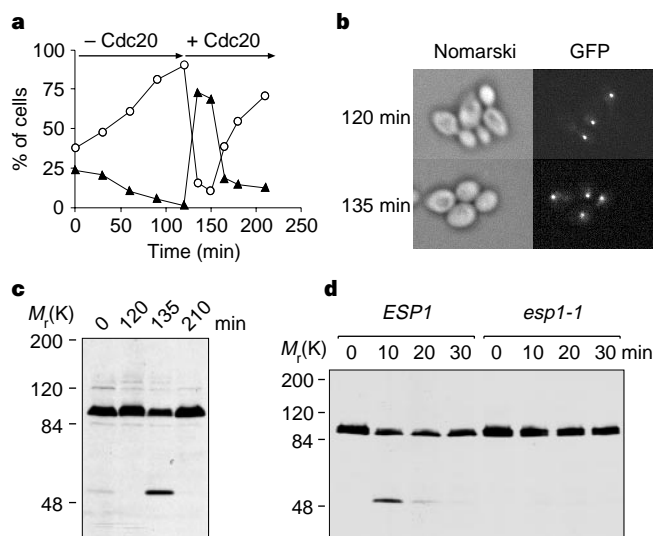 a
– Cdc20 + Cdc20
100
75
50
25
0
% of cells
0 50 100 150 200 250
Time (min)
b
Nomarski GFP
120 min
135 min
c
Mr(K) 0 120 135 210 min
200
120
84
48
d
ESP1 esp1-1
Mr(K) 0 10 20 30 0 10 20 30 min
200
120
84
48